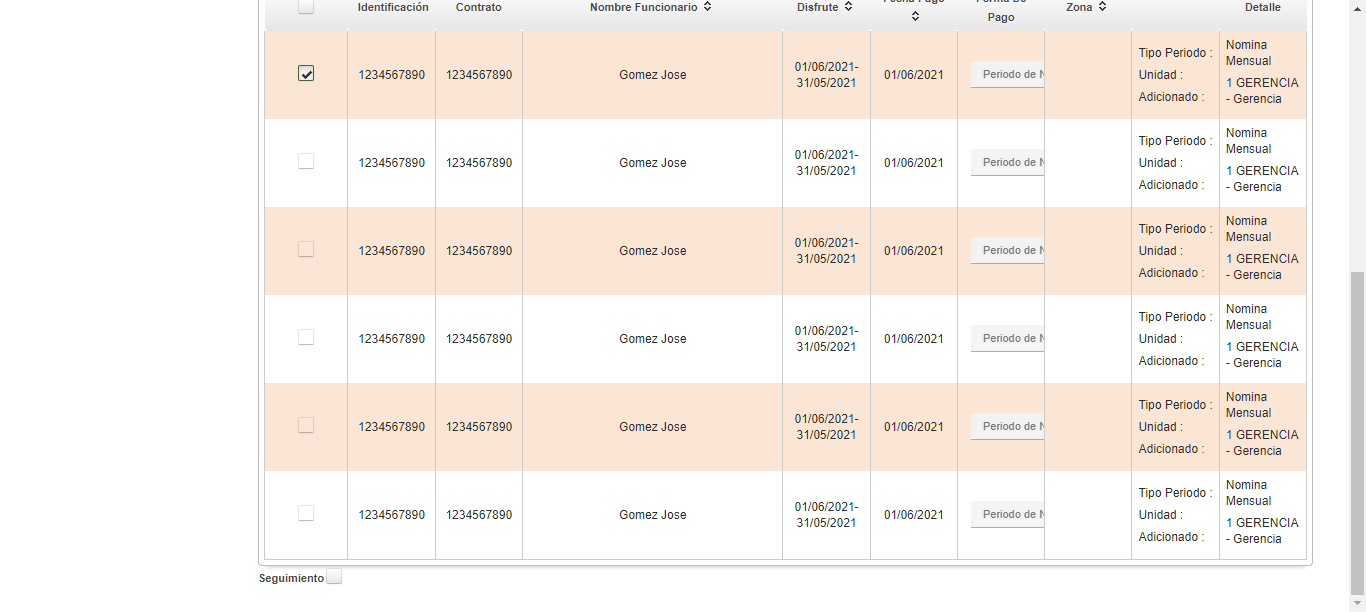 Identificación Contrato Nombre Funcionario Disfrute Fecha Pago Forma De Pago Zona Detalle
1234567890 1234567890 Gomez Jose 01/06/2021-31/05/2021 01/06/2021 Periodo de Tipo Periodo : Nomina Mensual
Unidad : 1 GERENCIA - Gerencia
Adicionado :
1234567890 1234567890 Gomez Jose 01/06/2021-31/05/2021 01/06/2021 Periodo de Tipo Periodo : Nomina Mensual
Unidad : 1 GERENCIA - Gerencia
Adicionado :
1234567890 1234567890 Gomez Jose 01/06/2021-31/05/2021 01/06/2021 Periodo de Tipo Periodo : Nomina Mensual
Unidad : 1 GERENCIA - Gerencia
Adicionado :
1234567890 1234567890 Gomez Jose 01/06/2021-31/05/2021 01/06/2021 Periodo de Tipo Periodo : Nomina Mensual
Unidad : 1 GERENCIA - Gerencia
Adicionado :
1234567890 1234567890 Gomez Jose 01/06/2021-31/05/2021 01/06/2021 Periodo de Tipo Periodo : Nomina Mensual
Unidad : 1 GERENCIA - Gerencia
Adicionado :
1234567890 1234567890 Gomez Jose 01/06/2021-31/05/2021 01/06/2021 Periodo de Tipo Periodo : Nomina Mensual
Unidad : 1 GERENCIA - Gerencia
Adicionado :
Seguimiento